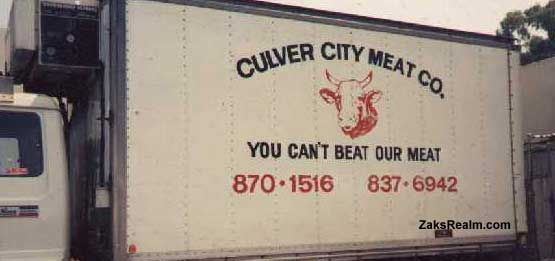 CULVER CITY MEAT CO.
YOU CAN'T BEAT OUR MEAT
870·1516 837·6942
ZaksRealm.com